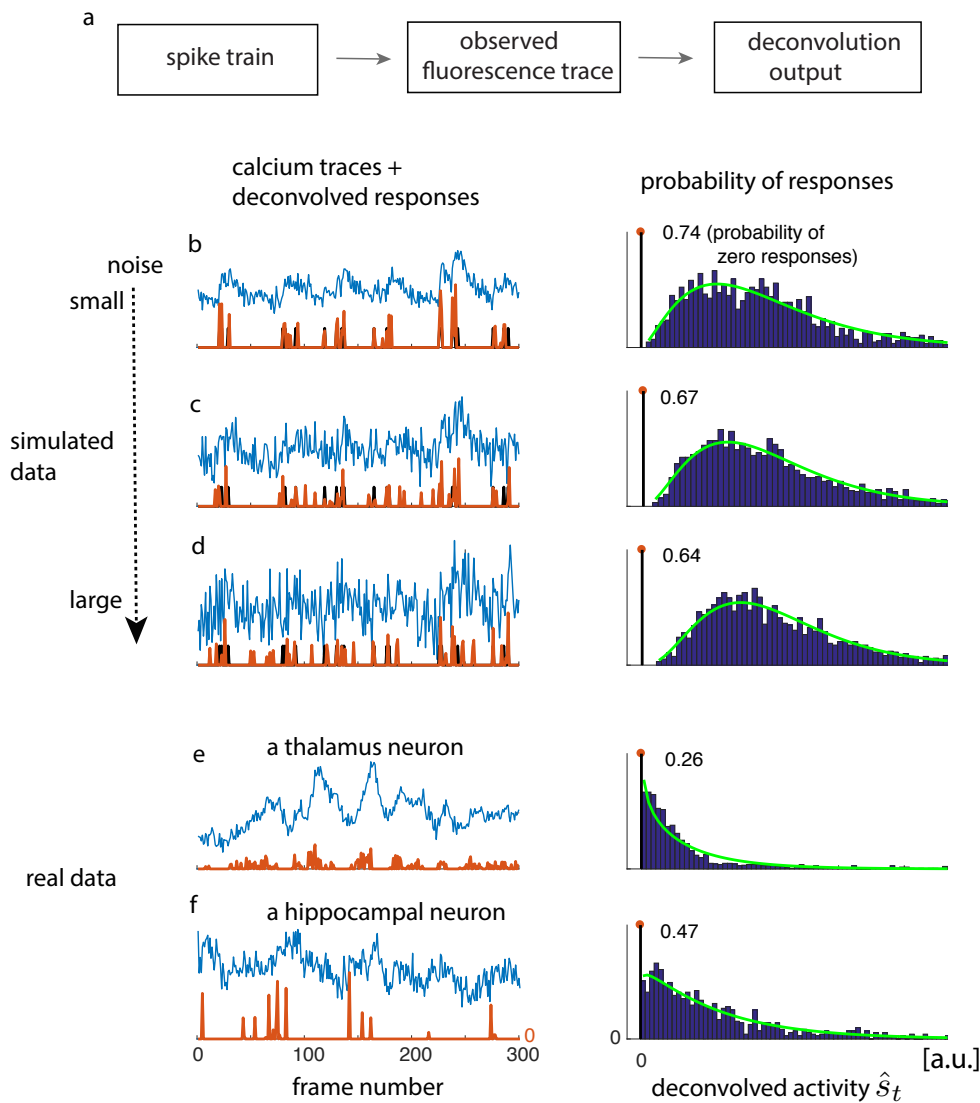 a
spike train
observed
fluorescence trace
deconvolution
output
calcium traces +
deconvolved responses
probability of responses
b
noise
small
0.74 (probability of
zero responses)
c
0.67
simulated
data
d
0.64
large
e
a thalamus neuron
0.26
real data
f
a hippocampal neuron
0.47
0
0
0
100
200
300
frame number
0
[a.u.]
deconvolved activity ŝₜ